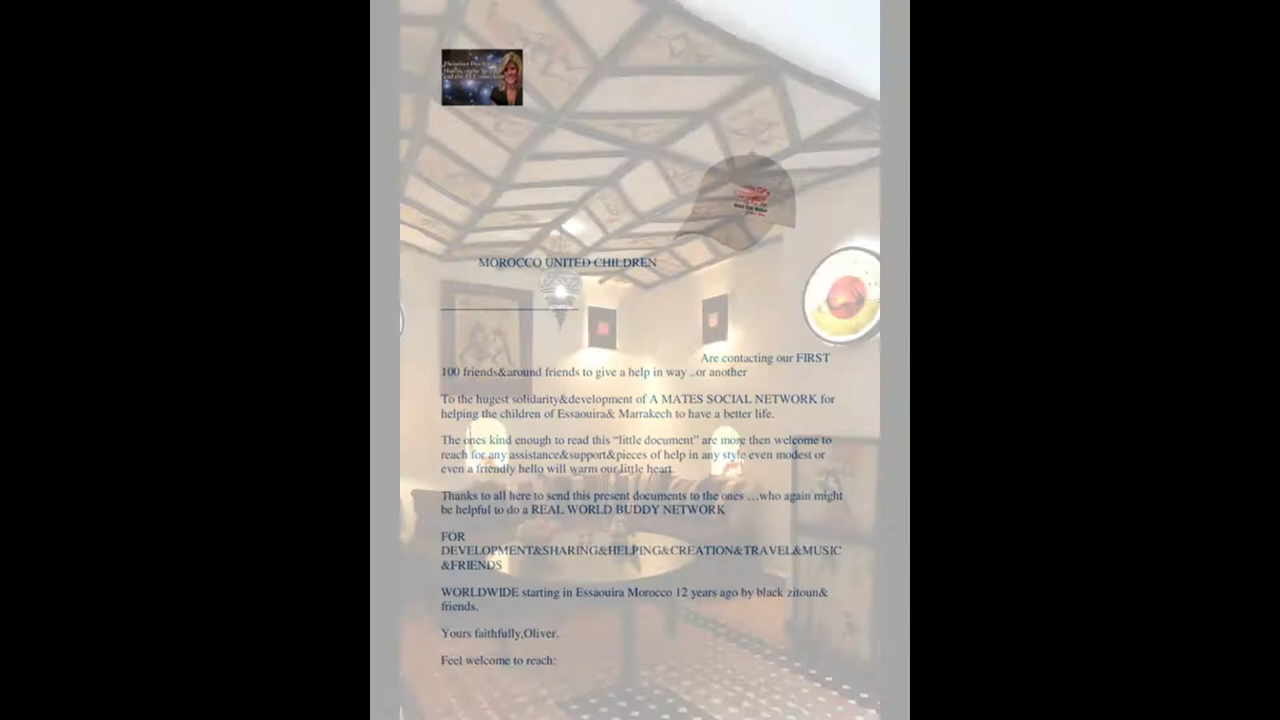 MOROCCO UNITED CHILDREN
Are contacting our FIRST
100 friends&around friends to give a help in way ..or another
To the hugest solidarity&development of A MATES SOCIAL NETWORK for
helping the children of Essaouira& Marrakech to have a better life.
The ones kind enough to read this “little document” are more then welcome to
reach for any assistance&support&pieces of help in any style even modest or
even a friendly hello will warm our little heart.
Thanks to all here to send this present documents to the ones …who again might
be helpful to do a REAL WORLD BUDDY NETWORK
FOR
DEVELOPMENT&SHARING&HELPING&CREATION&TRAVEL&MUSIC
&FRIENDS
WORLDWIDE starting in Essaouira Morocco 12 years ago by black zitoun&
friends.
Yours faithfully,Oliver.
Feel welcome to reach: